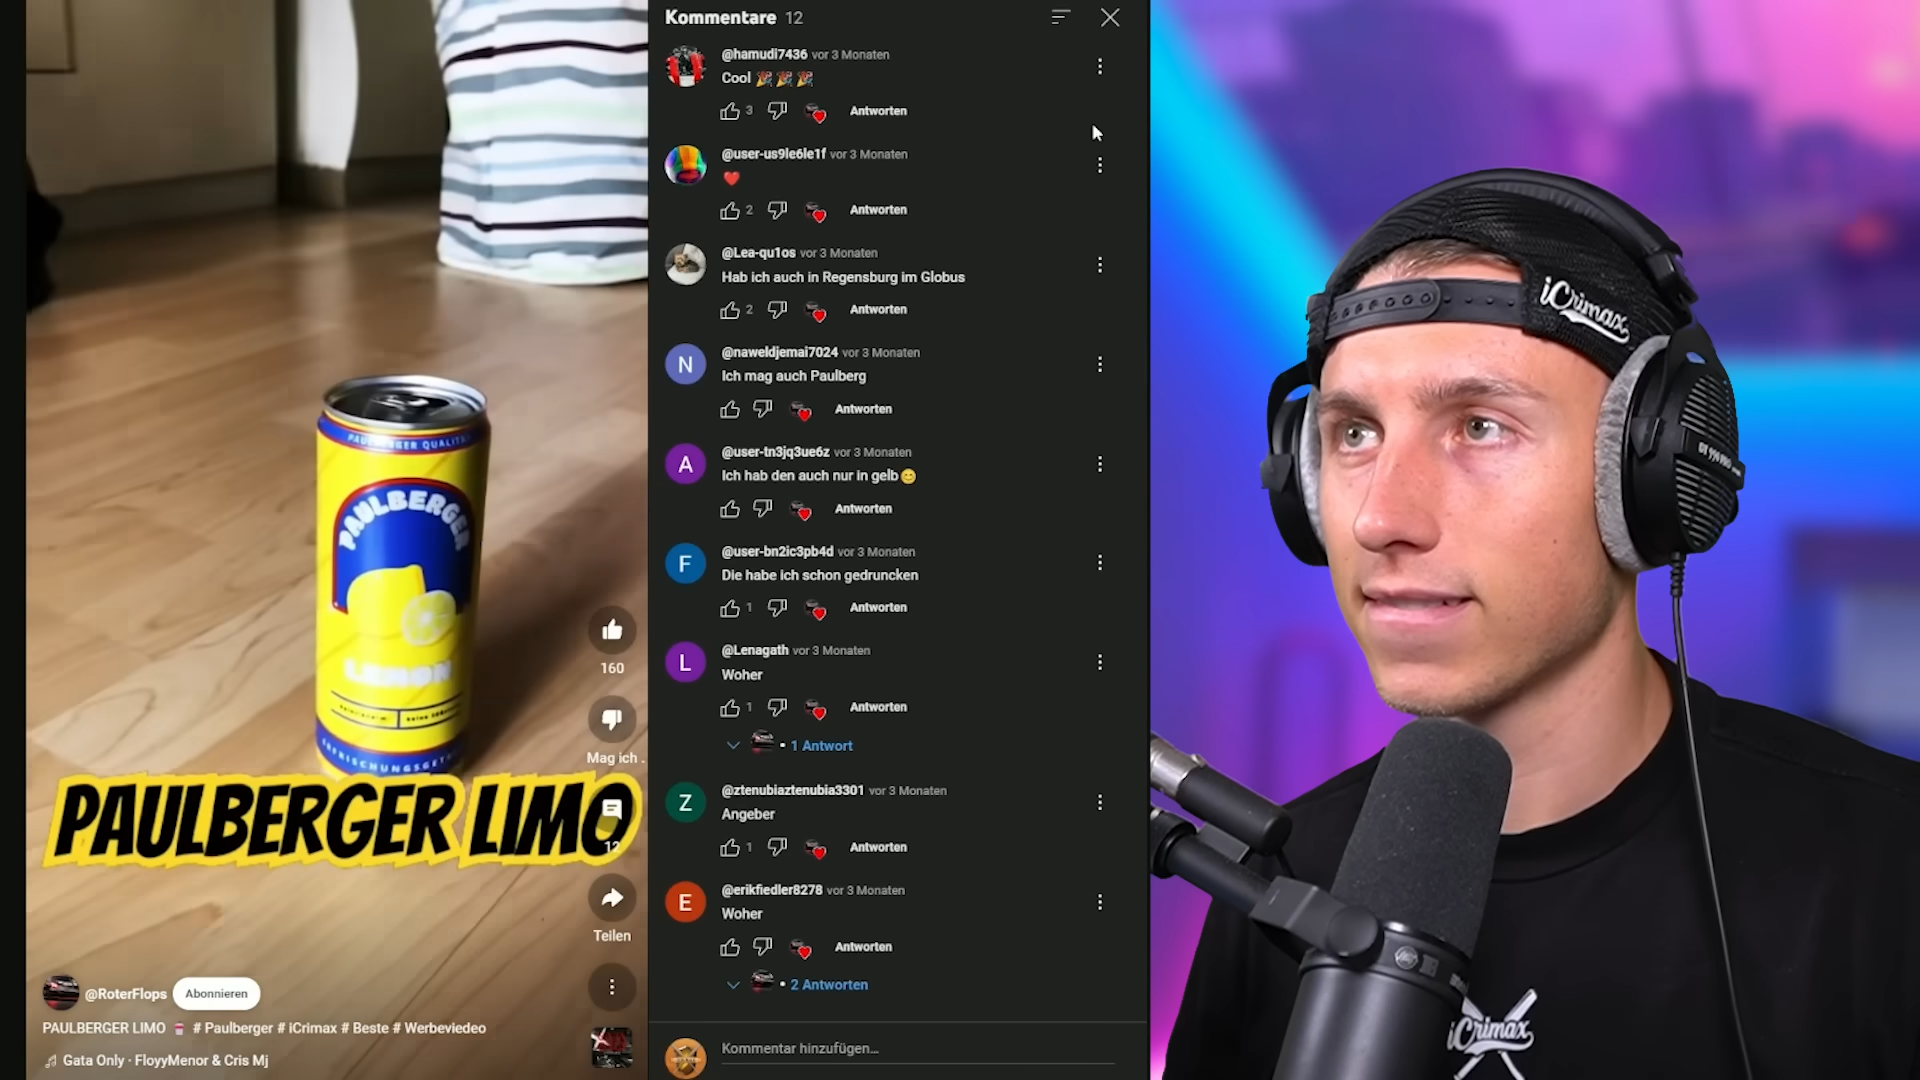 PAULBERGER
LEMON
PAULBERGER LIMO
160
Mag ich .
12
Teilen
@RoterFlops
Abonnieren
PAULBERGER LIMO # Paulberger # iCrimax # Beste # Werbeviedeo
Gata Only · FloyyMenor & Cris Mj
Kommentare 12
@hamudi7436 vor 3 Monaten
Cool 🎉🎉🎉
3 Antworten
@user-us9le6le1f vor 3 Monaten
❤️
2 Antworten
@Lea-qu1os vor 3 Monaten
Hab ich auch in Regensburg im Globus
2 Antworten
@naweldjemai7024 vor 3 Monaten
Ich mag auch Paulberg
Antworten
@user-tn3jq3ue6z vor 3 Monaten
Ich hab den auch nur in gelb😊
Antworten
@user-bn2ic3pb4d vor 3 Monaten
Die habe ich schon gedruncken
1 Antworten
@Lenagath vor 3 Monaten
Woher
1 Antworten
• 1 Antwort
@ztenubiaztenubia3301 vor 3 Monaten
Angeber
1 Antworten
@erikfiedler8278 vor 3 Monaten
Woher
Antworten
• 2 Antworten
Kommentar hinzufügen...
N
A
F
L
Z
E
iCrimax
DT 990 PRO
iCrimax